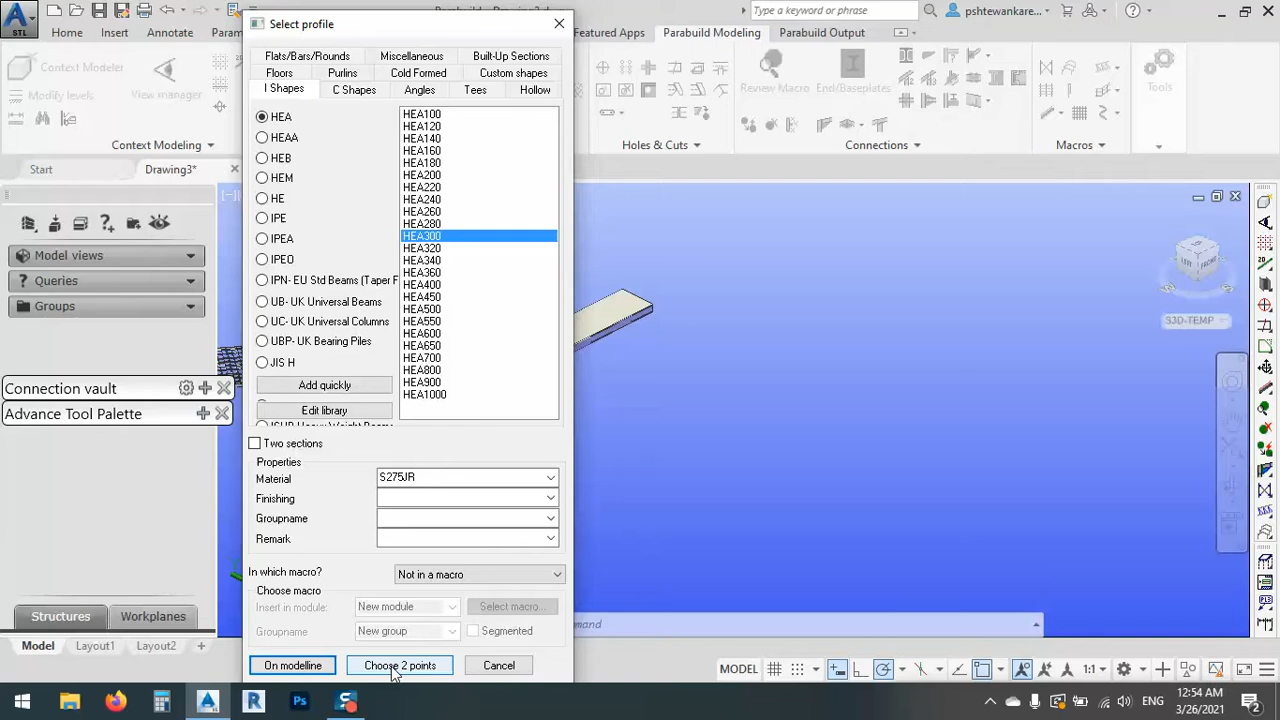 STL
Home
Insert
Annotate
Param
Select profile
Featured Apps
Parabuild Modeling
Parabuild Output
Type a keyword or phrase
pshtewankare...
Context Modeler
View manager
Modify levels
Context Modeling
Review Macro
End/Baseplates
Tools
Holes & Cuts
Connections
Macros
Start
Drawing3*
Flats/Bars/Rounds
Miscellaneous
Built-Up Sections
Floors
Purlins
Cold Formed
Custom shapes
I Shapes
C Shapes
Angles
Tees
Hollow
HEA
HEAA
HEB
HEM
HE
IPE
IPEA
IPEO
IPN- EU Std Beams (Taper F
UB- UK Universal Beams
UC- UK Universal Columns
UBP- UK Bearing Piles
JIS H
Add quickly
Edit library
HEA100
HEA120
HEA140
HEA160
HEA180
HEA200
HEA220
HEA240
HEA260
HEA280
HEA300
HEA320
HEA340
HEA360
HEA400
HEA450
HEA500
HEA550
HEA600
HEA650
HEA700
HEA800
HEA900
HEA1000
Two sections
Properties
Material
S275JR
Finishing
Groupname
Remark
In which macro?
Not in a macro
Choose macro
Insert in module:
New module
Select macro...
Groupname:
New group
Segmented
On modelline
Choose 2 points
Cancel
Model views
Queries
Groups
Connection vault
Advance Tool Palette
Structures
Workplanes
Model
Layout1
Layout2
LEFT
FRONT
S3D-TEMP
MODEL
1:1
ENG
12:54 AM
3/26/2021
2